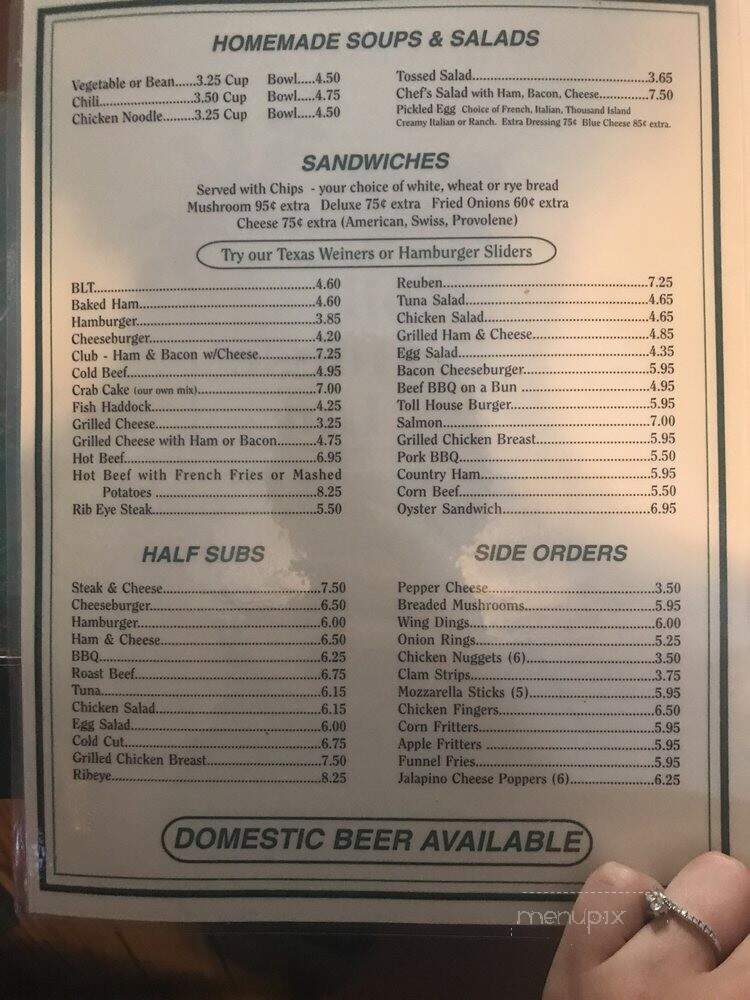 HOMEMADE SOUPS & SALADS
Vegetable or Bean......3.25 Cup Bowl.....4.50
Chili..........................3.50 Cup Bowl.....4.75
Chicken Noodle.........3.25 Cup Bowl.....4.50
Tossed Salad..................................................3.65
Chef's Salad with Ham, Bacon, Cheese..............7.50
Pickled Egg Choice of French, Italian, Thousand Island
Creamy Italian or Ranch. Extra Dressing 75¢ Blue Cheese 85¢ extra.
SANDWICHES
Served with Chips - your choice of white, wheat or rye bread
Mushroom 95¢ extra Deluxe 75¢ extra Fried Onions 60¢ extra
Cheese 75¢ extra (American, Swiss, Provolene)
Try our Texas Weiners or Hamburger Sliders
BLT..............................................................4.60
Baked Ham..................................................4.60
Hamburger...................................................3.85
Cheeseburger................................................4.20
Club - Ham & Bacon w/Cheese...............7.25
Cold Beef.....................................................4.95
Crab Cake (our own mix)..................................7.00
Fish Haddock...............................................4.25
Grilled Cheese..............................................3.25
Grilled Cheese with Ham or Bacon..........4.75
Hot Beef......................................................6.95
Hot Beef with French Fries or Mashed
Potatoes .............................................8.25
Rib Eye Steak...............................................5.50
Reuben.........................................................7.25
Tuna Salad...................................................4.65
Chicken Salad..............................................4.65
Grilled Ham & Cheese................................4.85
Egg Salad.....................................................4.35
Bacon Cheeseburger...................................5.95
Beef BBQ on a Bun ....................................4.95
Toll House Burger.......................................5.95
Salmon.........................................................7.00
Grilled Chicken Breast................................5.95
Pork BBQ.....................................................5.50
Country Ham...............................................5.95
Corn Beef.....................................................5.50
Oyster Sandwich..........................................6.95
HALF SUBS
Steak & Cheese............................................7.50
Cheeseburger...............................................6.50
Hamburger...................................................6.00
Ham & Cheese.............................................6.50
BBQ..............................................................6.25
Roast Beef....................................................6.75
Tuna..............................................................6.15
Chicken Salad..............................................6.15
Egg Salad.....................................................6.00
Cold Cut.......................................................6.75
Grilled Chicken Breast................................7.50
Ribeye...........................................................8.25
SIDE ORDERS
Pepper Cheese..............................................3.50
Breaded Mushrooms....................................5.95
Wing Dings...................................................6.00
Onion Rings..................................................5.25
Chicken Nuggets (6)....................................3.50
Clam Strips...................................................3.75
Mozzarella Sticks (5)...................................5.95
Chicken Fingers............................................6.50
Corn Fritters.................................................5.95
Apple Fritters ...............................................5.95
Funnel Fries..................................................5.95
Jalapino Cheese Poppers (6)........................6.25
DOMESTIC BEER AVAILABLE
menupix